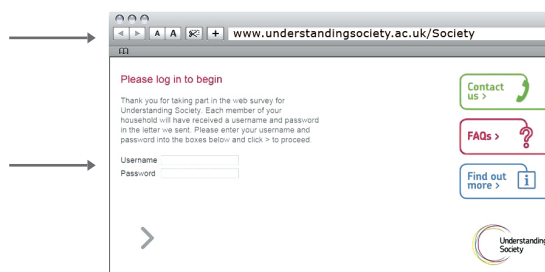 A A +
www.understandingsociety.ac.uk/Society
Please log in to begin
Thank you for taking part in the web survey for
Understanding Society. Each member of your
household will have received a username and password
in the letter we sent. Please enter your username and
password into the boxes below and click > to proceed.
Username
Password
Contact
us >
FAQs >
?
Find out
more >
i
Understanding
Society